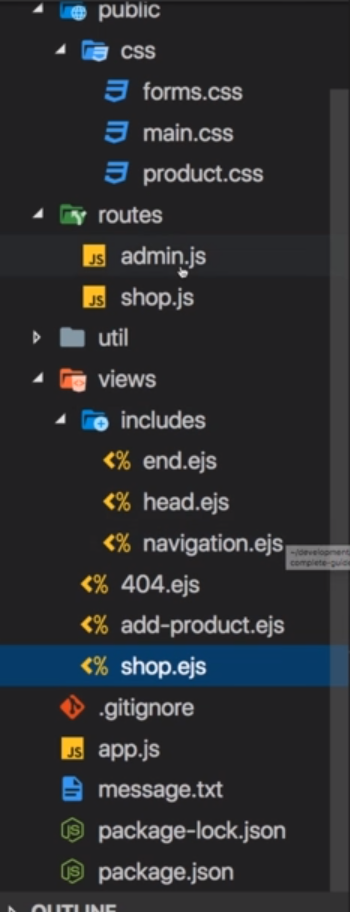 public
css
forms.css
main.css
product.css
routes
JS admin.js
JS shop.js
util
views
includes
<% end.ejs
<% head.ejs
<% navigation.ejs
~/development
complete-guid
<% 404.ejs
<% add-product.ejs
<% shop.ejs
.gitignore
JS app.js
message.txt
JS package-lock.json
JS package.json
OUTLINE